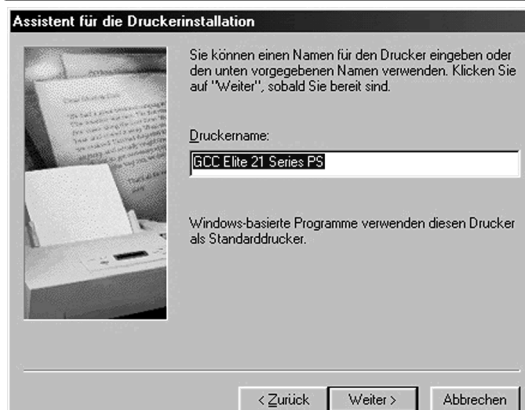 Assistent für die Druckerinstallation
Sie können einen Namen für den Drucker eingeben oder
den unten vorgegebenen Namen verwenden. Klicken Sie
auf "Weiter", sobald Sie bereit sind.
Druckername:
GCC Elite 21 Series PS
Windows-basierte Programme verwenden diesen Drucker
als Standarddrucker.
< Zurück
Weiter >
Abbrechen